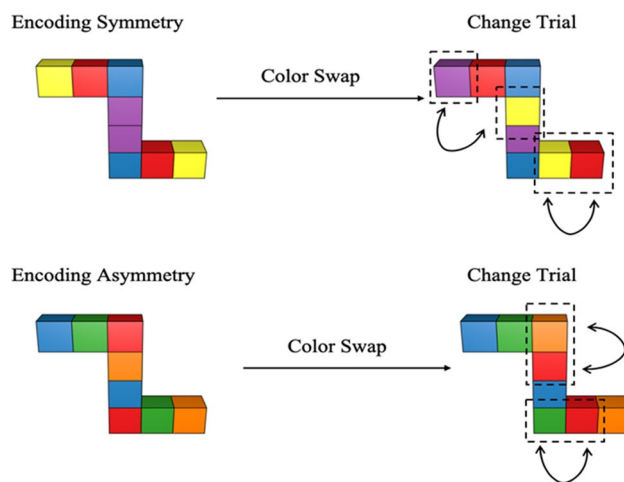 Encoding Symmetry
Change Trial
Color Swap
Encoding Asymmetry
Change Trial
Color Swap